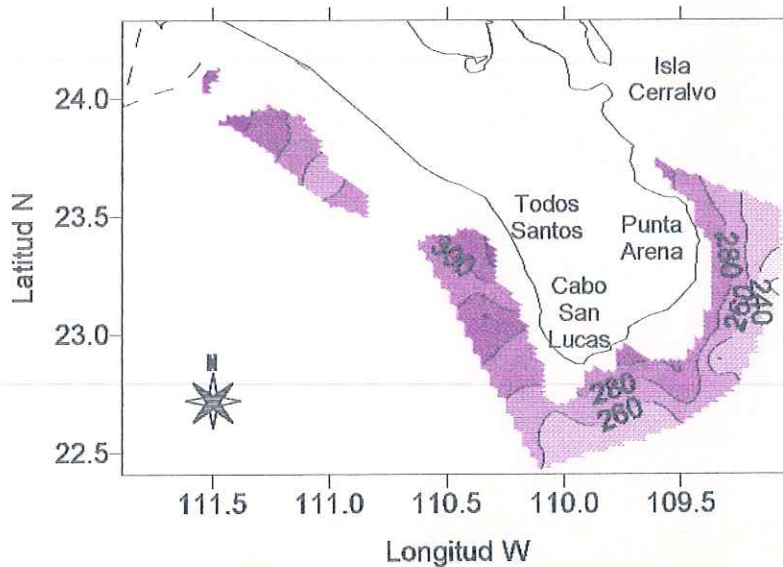 Isla
Cerralvo
24.0
23.5
23.0
22.5
Latitud N
Todos
Santos
Punta
Arena
Cabo
San
Lucas
300
280
260
240
280
260
N
111.5 111.0 110.5 110.0 109.5
Longitud W